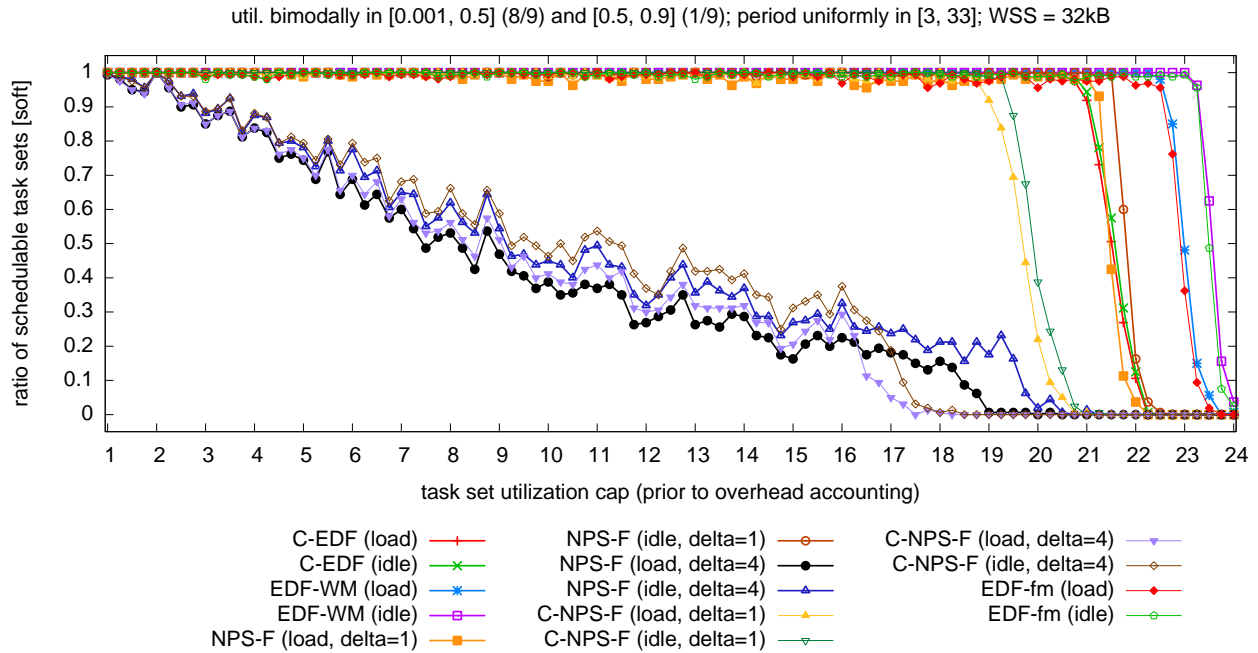 util. bimodally in [0.001, 0.5] (8/9) and [0.5, 0.9] (1/9); period uniformly in [3, 33]; WSS = 32kB
ratio of schedulable task sets [soft]
1
0.9
0.8
0.7
0.6
0.5
0.4
0.3
0.2
0.1
0
1 2 3 4 5 6 7 8 9 10 11 12 13 14 15 16 17 18 19 20 21 22 23 24
task set utilization cap (prior to overhead accounting)
C-EDF (load)
C-EDF (idle)
EDF-WM (load)
EDF-WM (idle)
NPS-F (load, delta=1)
NPS-F (idle, delta=1)
NPS-F (load, delta=4)
NPS-F (idle, delta=4)
C-NPS-F (load, delta=1)
C-NPS-F (idle, delta=1)
C-NPS-F (load, delta=4)
C-NPS-F (idle, delta=4)
EDF-fm (load)
EDF-fm (idle)